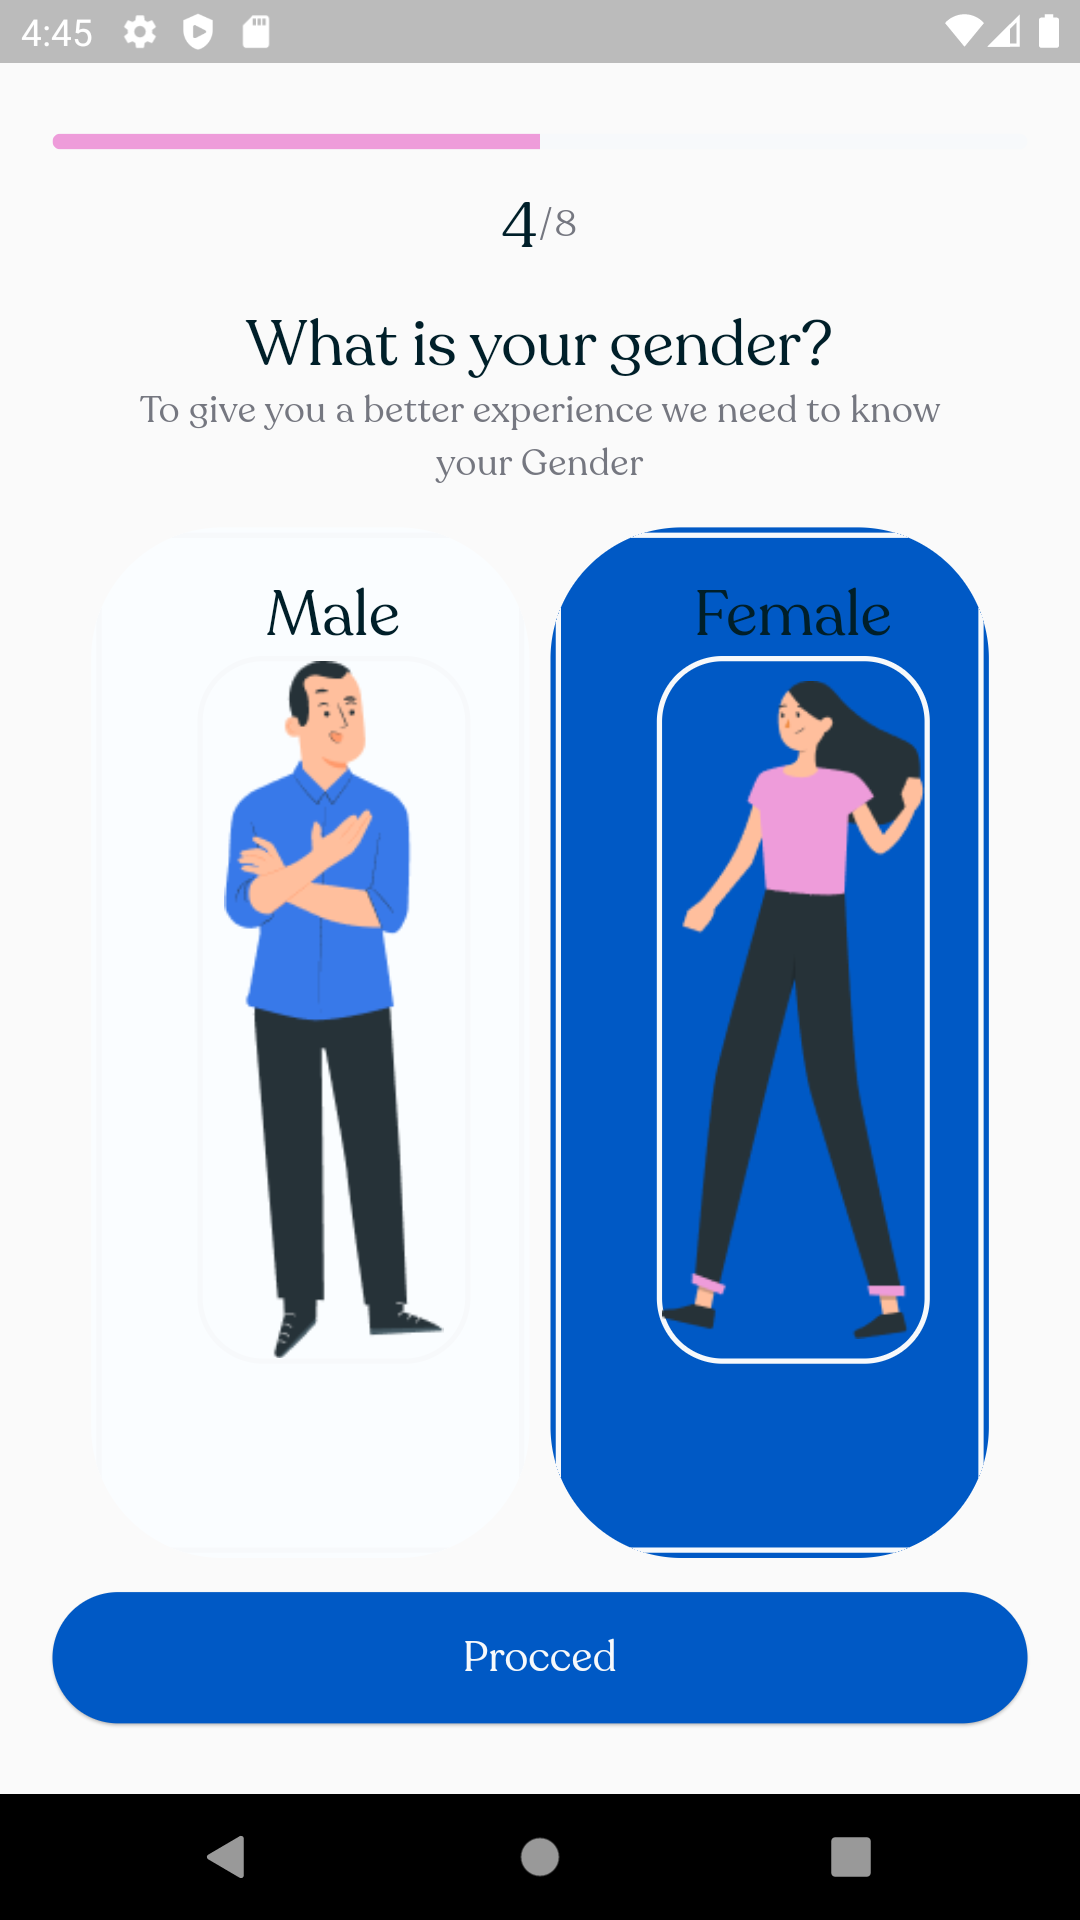 4:45
4/8
What is your gender?
To give you a better experience we need to know
your Gender
Male
Female
Procced